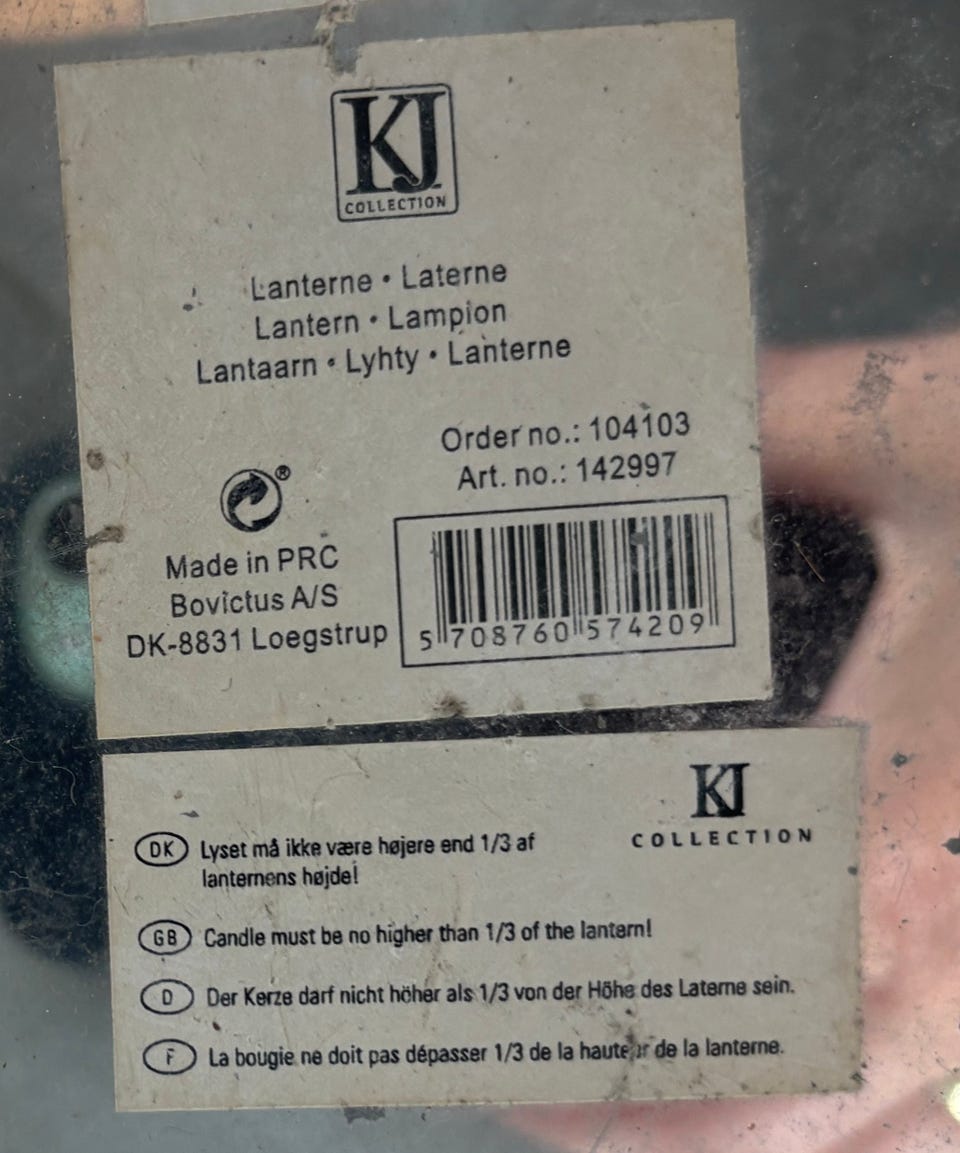 KJ
COLLECTION
Lanterne • Laterne
Lantern • Lampion
Lantaarn • Lyhty • Lanterne
Order no.: 104103
Art. no.: 142997
®
Made in PRC
Bovictus A/S
DK-8831 Loegstrup
5 708760 574209
KJ
COLLECTION
DK Lyset må ikke være højere end 1/3 af
lanternens højde!
GB Candle must be no higher than 1/3 of the lantern!
D Der Kerze darf nicht höher als 1/3 von der Höhe des Laterne sein.
F La bougie ne doit pas dépasser 1/3 de la hauteur de la lanterne.